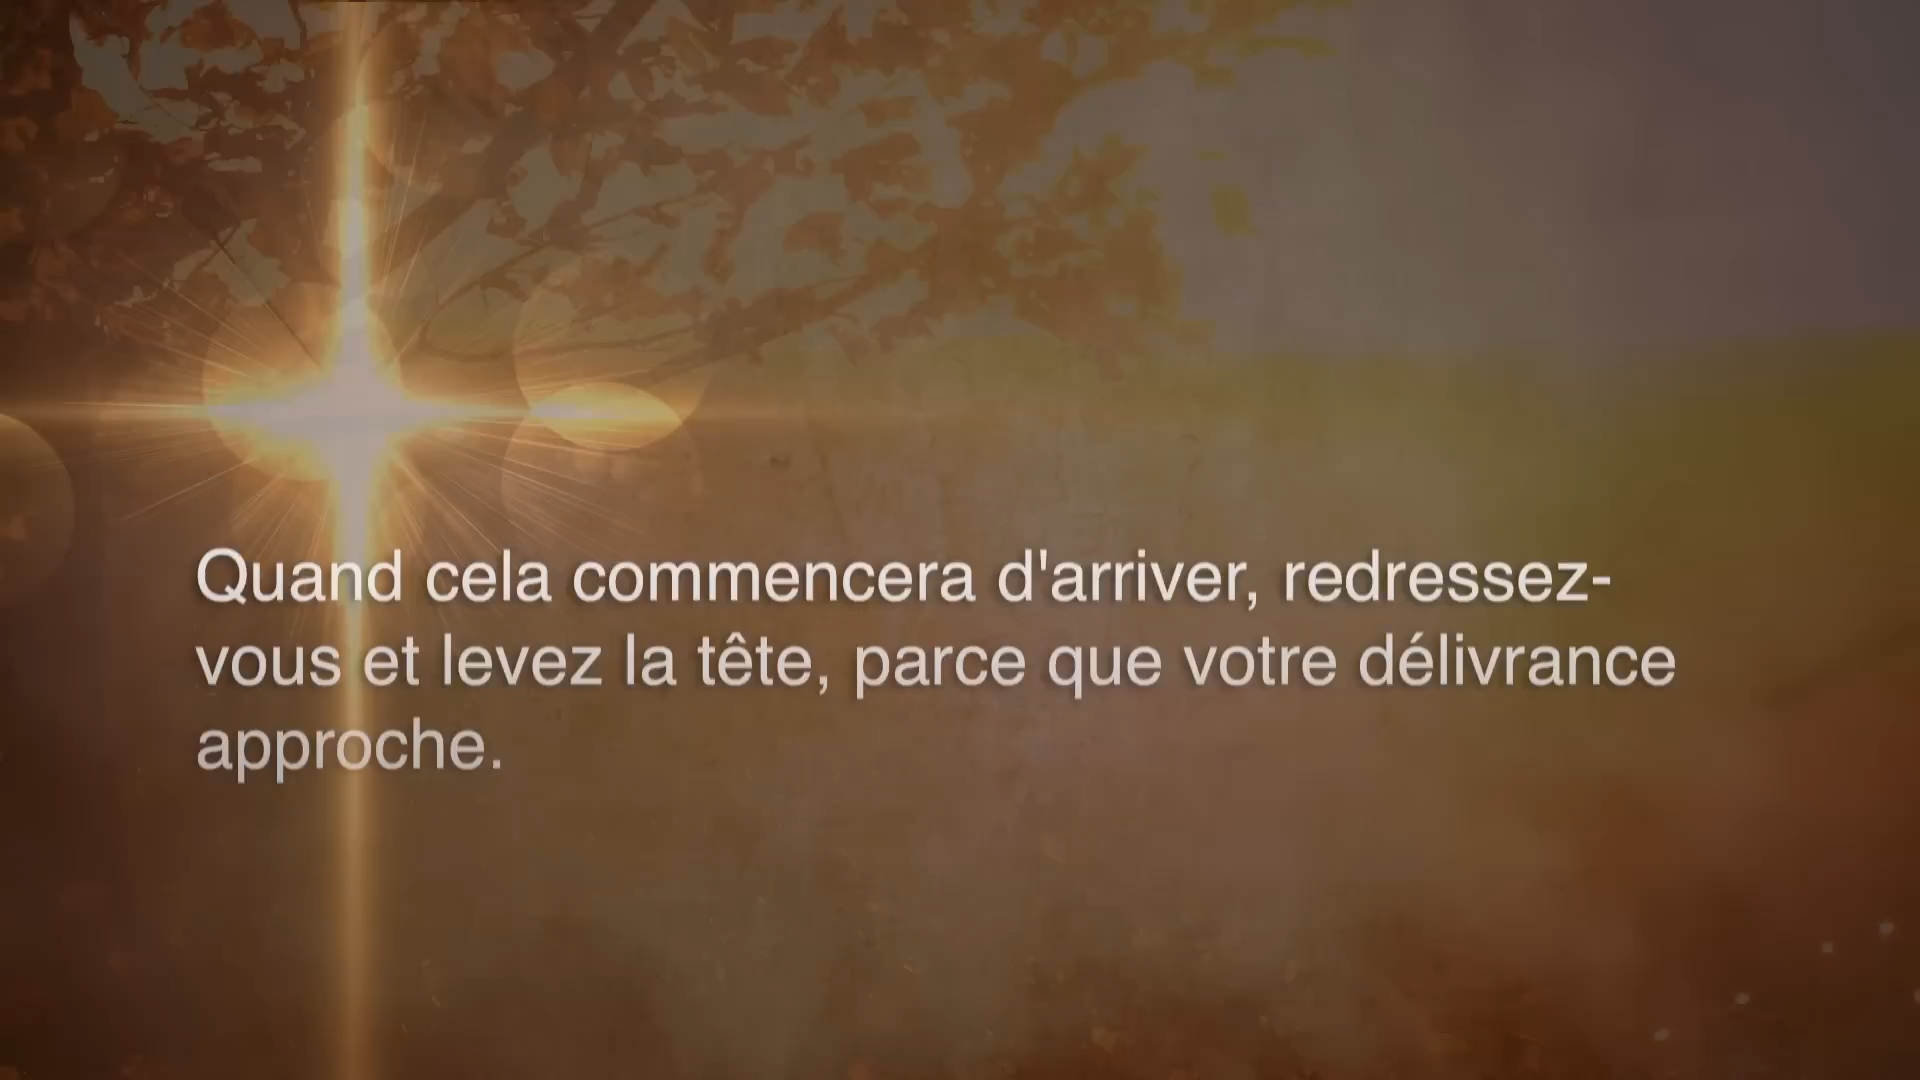 Quand cela commencera d'arriver, redressez-
vous et levez la tête, parce que votre délivrance
approche.